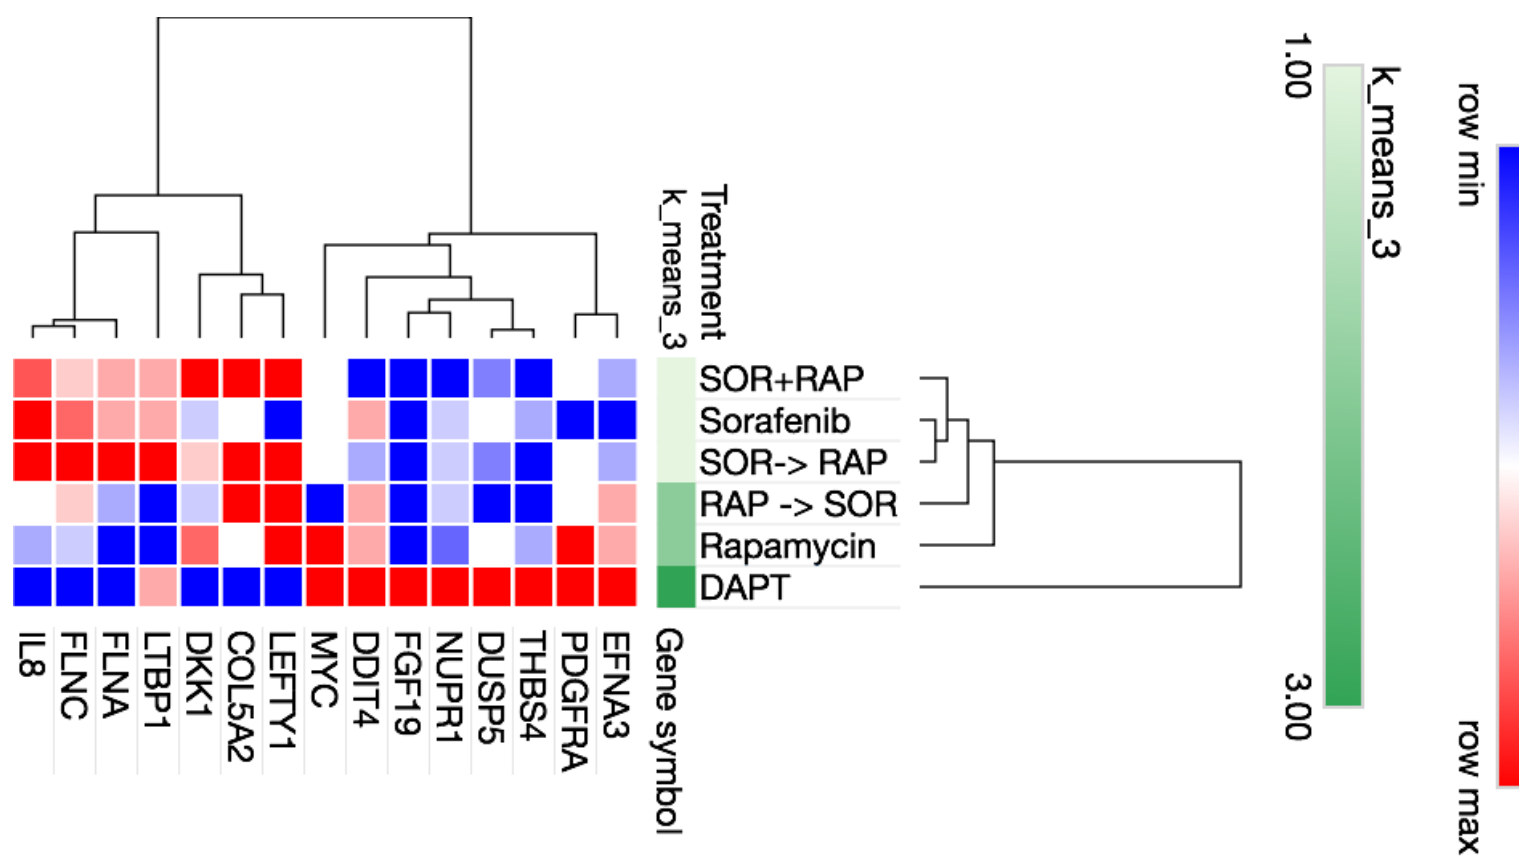 Treatment
k_means_3
SOR+RAP
Sorafenib
SOR-> RAP
RAP -> SOR
Rapamycin
DAPT
IL8
FLNC
FLNA
LTBP1
DKK1
COL5A2
LEFTY1
MYC
DDIT4
FGF19
NUPR1
DUSP5
THBS4
PDGFRA
EFNA3
Gene symbol
1.00
k_means_3
3.00
row min
row max